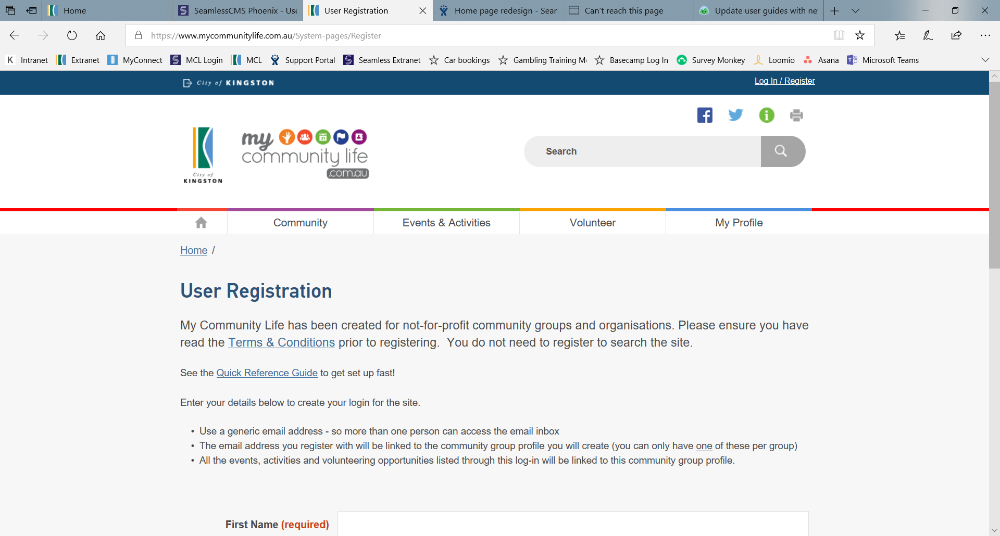 Home
SeamlessCMS Phoenix - Use
User Registration
Home page redesign - Sear
Can't reach this page
Update user guides with ne
https://www.mycommunitylife.com.au/System-pages/Register
Intranet
Extranet
MyConnect
MCL Login
MCL
Support Portal
Seamless Extranet
Car bookings
Gambling Training M
Basecamp Log In
Survey Monkey
Loomio
Asana
Microsoft Teams
City of KINGSTON
Log In / Register
City of
KINGSTON
my
community life
.com.au
Search
Community
Events & Activities
Volunteer
My Profile
Home /
User Registration
My Community Life has been created for not-for-profit community groups and organisations. Please ensure you have
read the Terms & Conditions prior to registering.  You do not need to register to search the site.
See the Quick Reference Guide to get set up fast!
Enter your details below to create your login for the site.
• Use a generic email address - so more than one person can access the email inbox
• The email address you register with will be linked to the community group profile you will create (you can only have one of these per group)
• All the events, activities and volunteering opportunities listed through this log-in will be linked to this community group profile.
First Name (required)